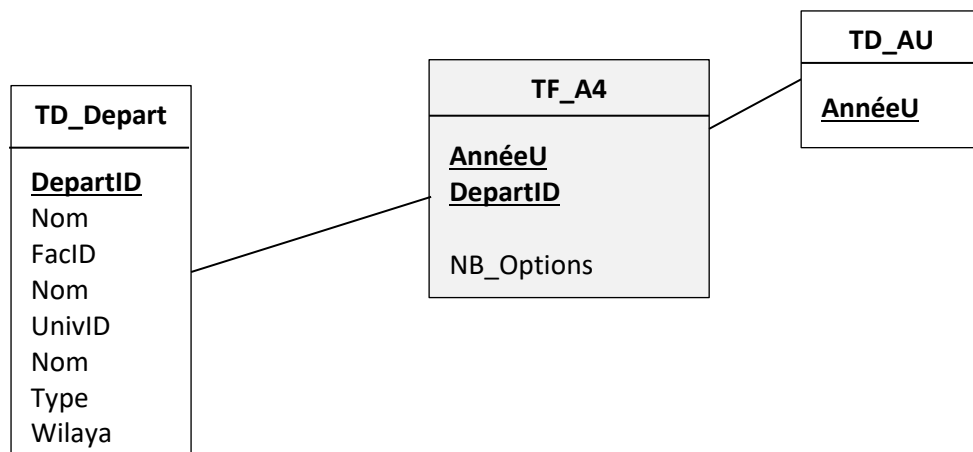 TD_Depart
DepartID
Nom
FacID
Nom
UnivID
Nom
Type
Wilaya
TF_A4
AnnéeU
DepartID
NB_Options
TD_AU
AnnéeU